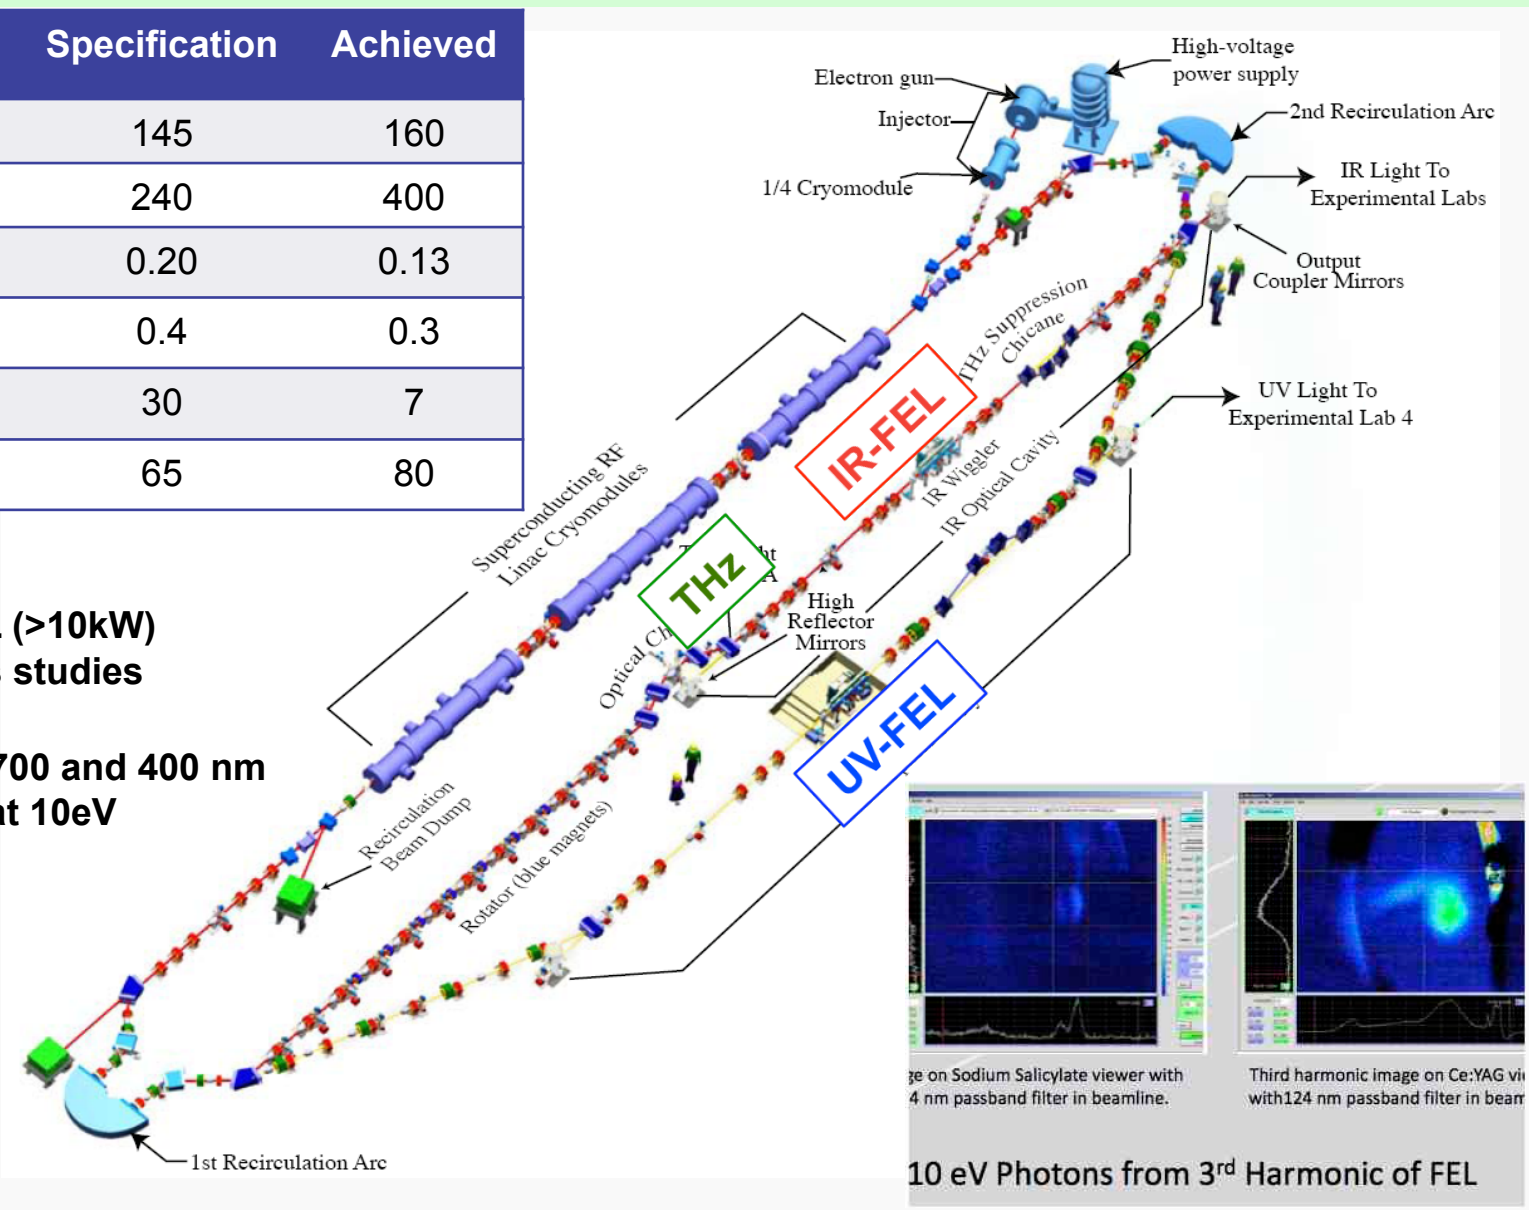 Specification Achieved
145 160
240 400
0.20 0.13
0.4 0.3
30 7
65 80
(>10kW)
studies
700 and 400 nm
at 10eV
High-voltage
power supply
Electron gun
Injector
1/4 Cryomodule
2nd Recirculation Arc
IR Light To
Experimental Labs
Output
Coupler Mirrors
THz Suppression
Chicane
IR-FEL
UV Light To
Experimental Lab 4
IR Wiggler
IR Optical Cavity
Superconducting RF
Linac Cryomodules
THz
High
Reflector
Mirrors
Optical
UV-FEL
Recirculation
Beam Dump
Rotator (blue magnets)
1st Recirculation Arc
on Sodium Salicylate viewer with
4 nm passband filter in beamline.
Third harmonic image on Ce:YAG
with124 nm passband filter in
10 eV Photons from 3rd Harmonic of FEL